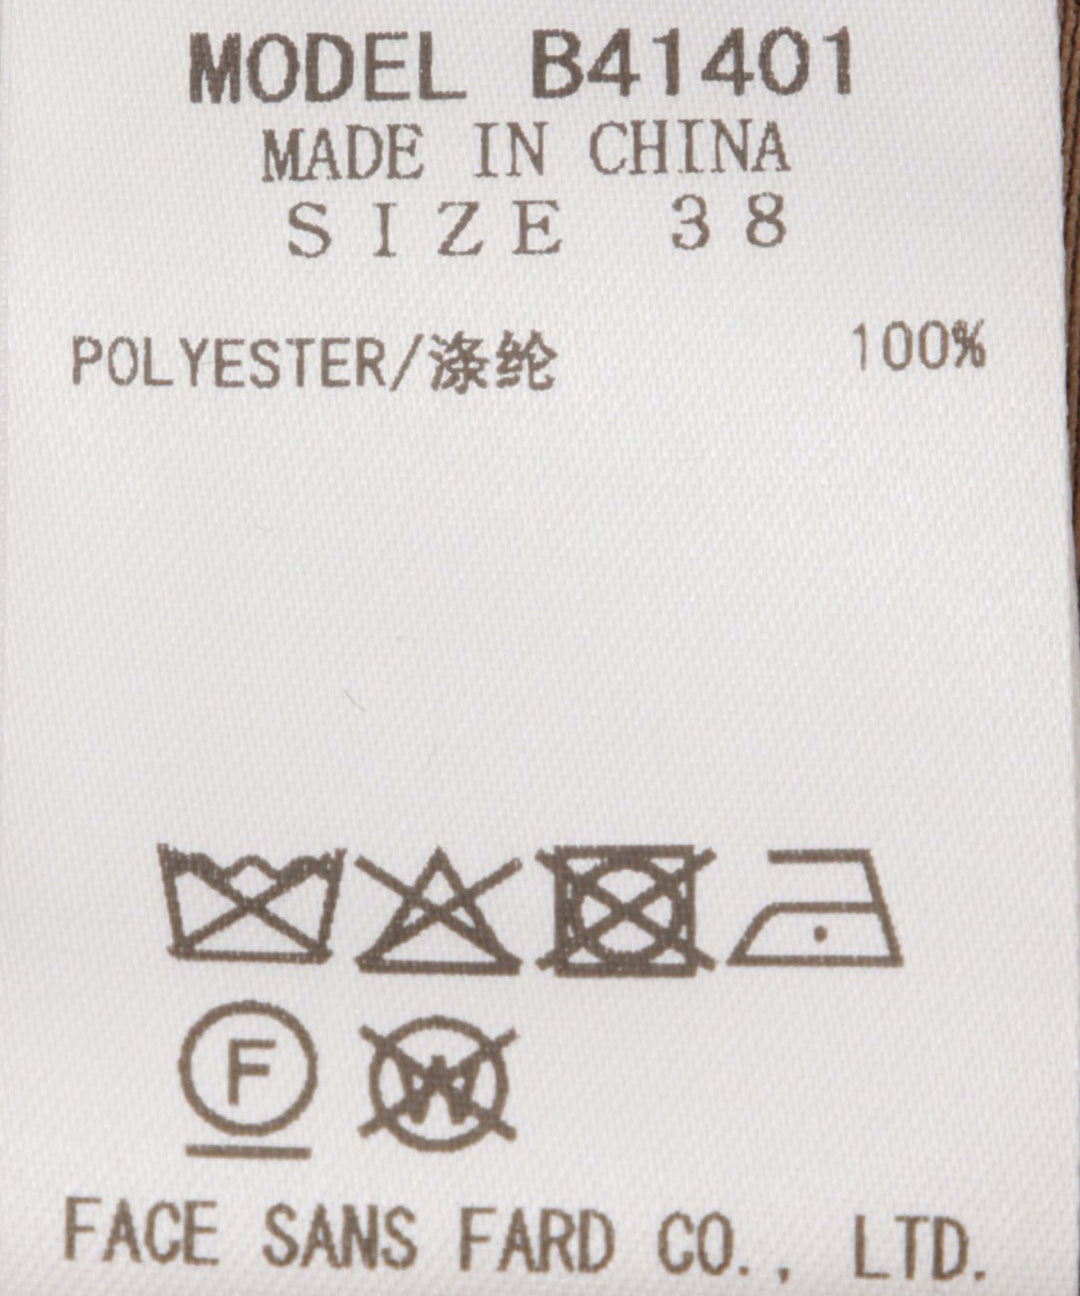 MODEL B41401
MADE IN CHINA
SIZE 38
POLYESTER/涤纶 100%
F W
FACE SANS FARD CO., LTD.